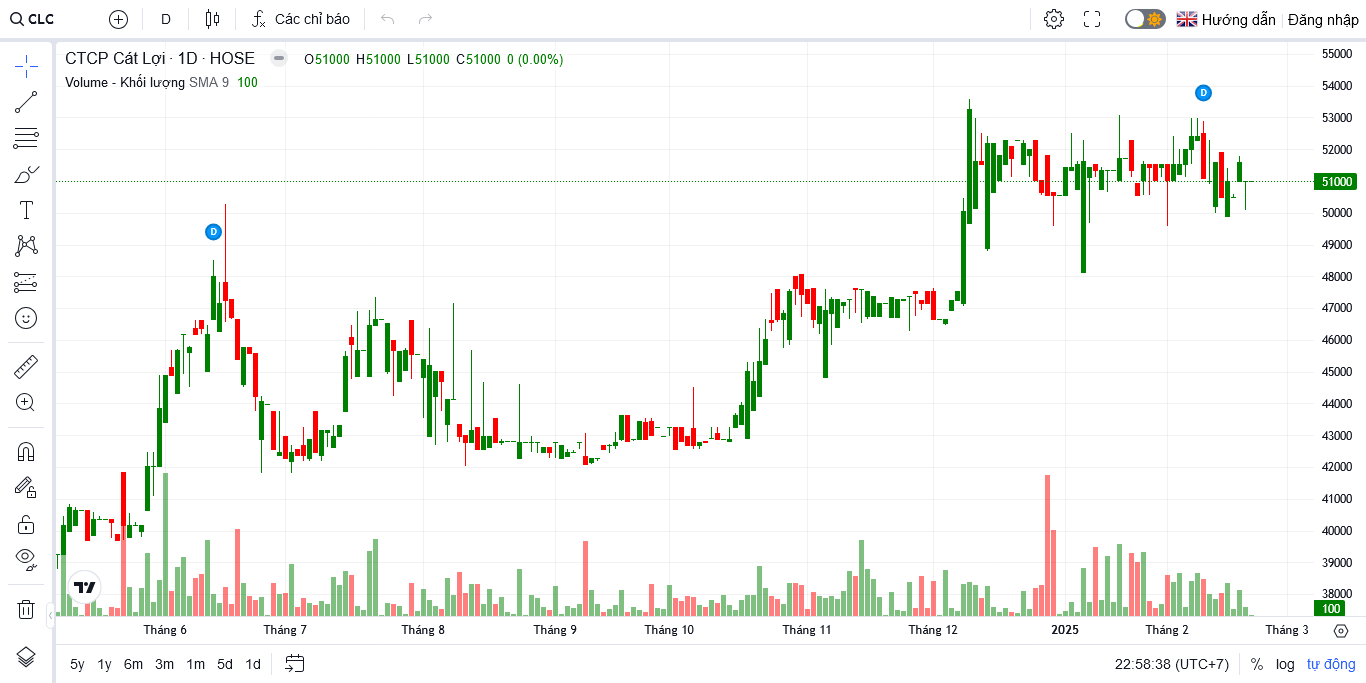 CLC D Các chỉ báo Hướng dẫn Đăng nhập
CTCP Cát Lợi · 1D · HOSE O51000 H51000 L51000 C51000 0 (0.00%)
Volume - Khối lượng SMA 9 100
D
D
55000
54000
53000
52000
51000
50000
49000
48000
47000
46000
45000
44000
43000
42000
41000
40000
39000
38000
100
Tháng 6 Tháng 7 Tháng 8 Tháng 9 Tháng 10 Tháng 11 Tháng 12 2025 Tháng 2 Tháng 3
5y 1y 6m 3m 1m 5d 1d 22:58:38 (UTC+7) % log tự động